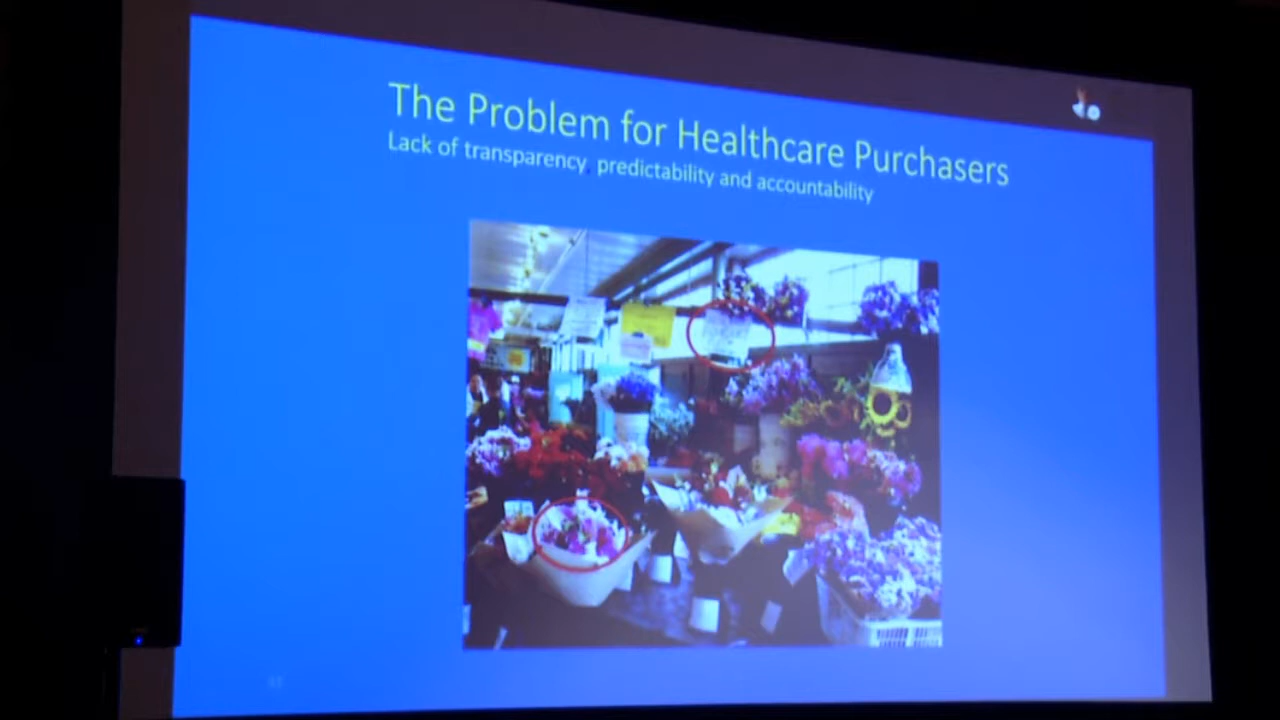 The Problem for Healthcare Purchasers
Lack of transparency, predictability and accountability